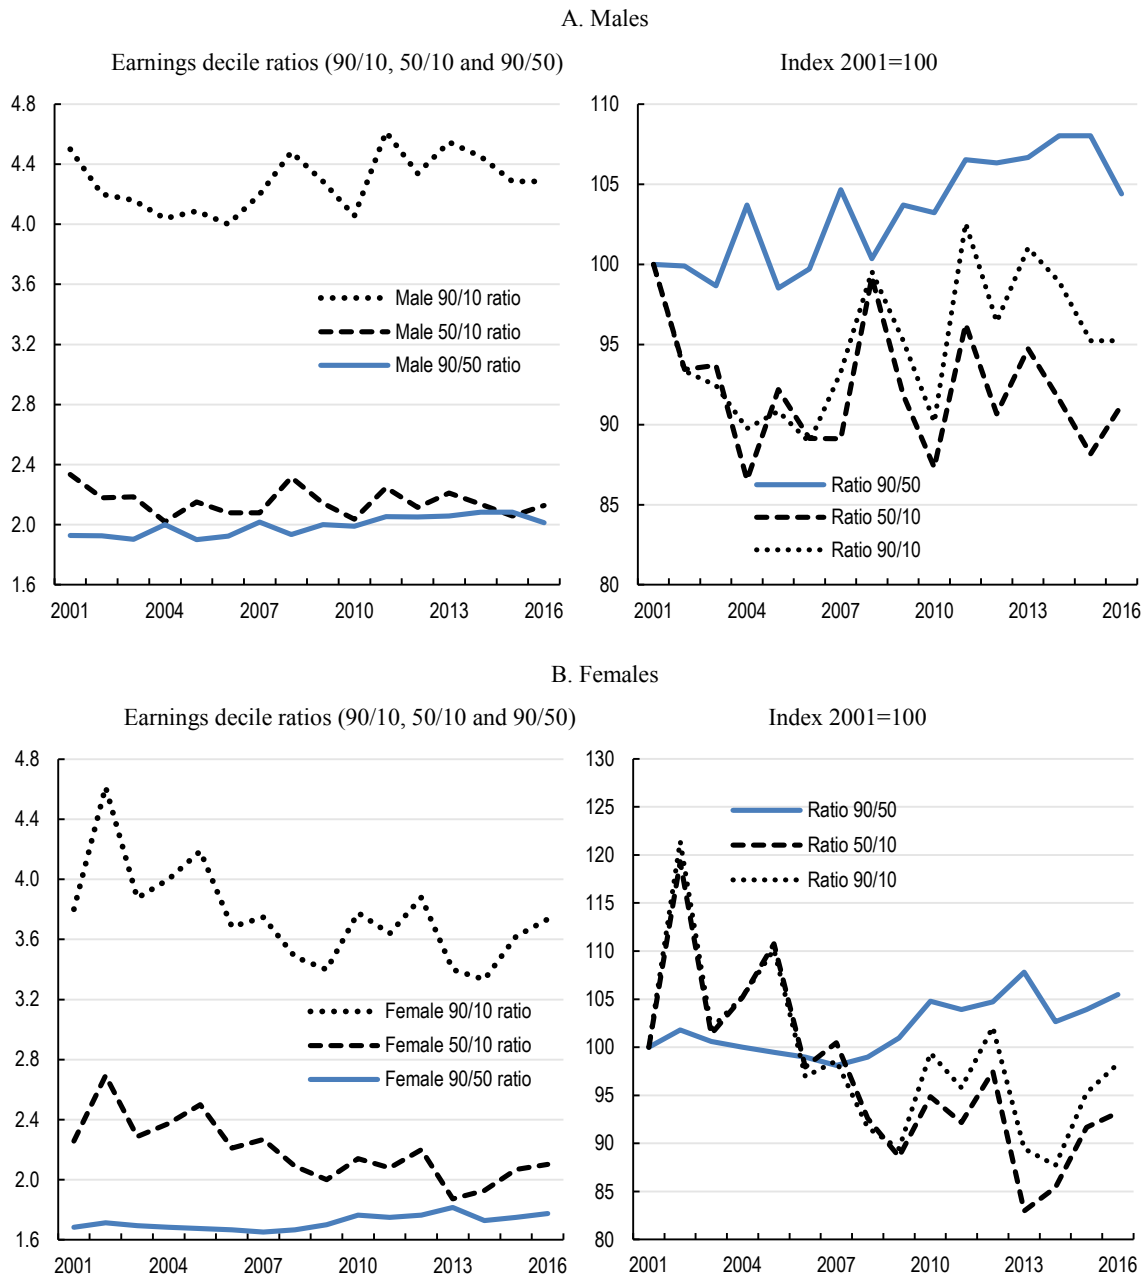 A. Males
Earnings decile ratios (90/10, 50/10 and 90/50)
Index 2001=100
4.8
4.4
4.0
3.6
3.2
2.8
2.4
2.0
1.6
Male 90/10 ratio
Male 50/10 ratio
Male 90/50 ratio
2001 2004 2007 2010 2013 2016
110
105
100
95
90
85
80
Ratio 90/50
Ratio 50/10
Ratio 90/10
2001 2004 2007 2010 2013 2016
B. Females
Earnings decile ratios (90/10, 50/10 and 90/50)
Index 2001=100
4.8
4.4
4.0
3.6
3.2
2.8
2.4
2.0
1.6
Female 90/10 ratio
Female 50/10 ratio
Female 90/50 ratio
2001 2004 2007 2010 2013 2016
130
125
120
115
110
105
100
95
90
85
80
Ratio 90/50
Ratio 50/10
Ratio 90/10
2001 2004 2007 2010 2013 2016